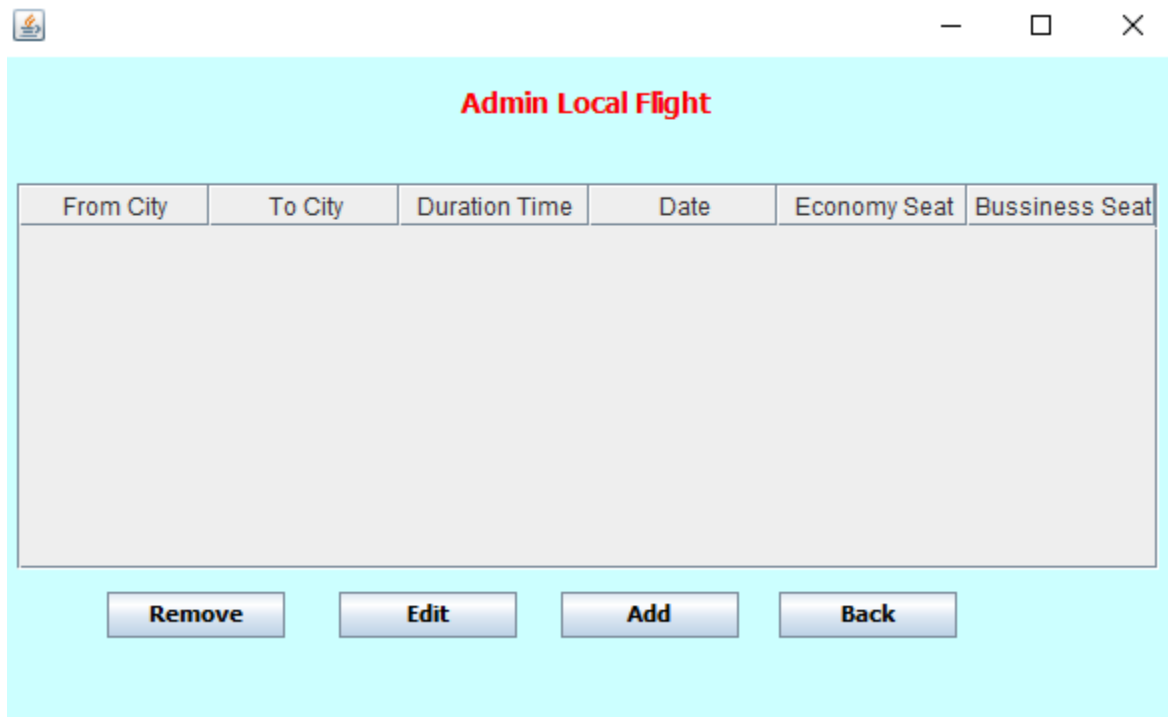 Admin Local Flight
From City To City Duration Time Date Economy Seat Bussiness Seat
Remove Edit Add Back